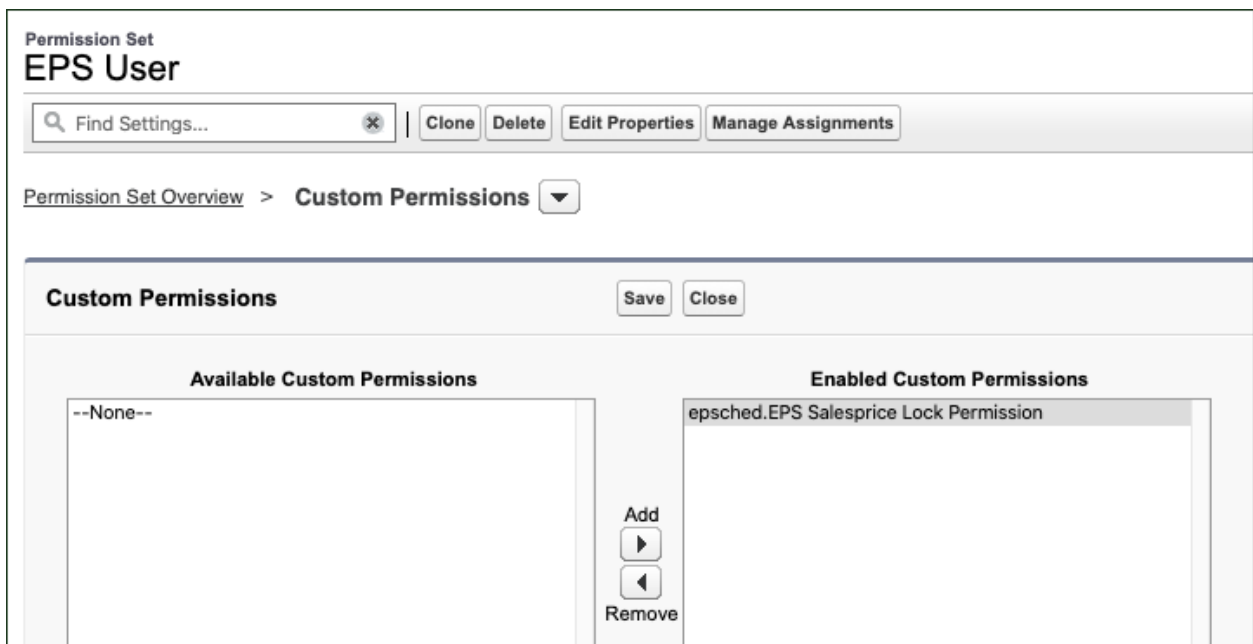 Permission Set
EPS User
Find Settings... Clone Delete Edit Properties Manage Assignments
Permission Set Overview > Custom Permissions
Custom Permissions Save Close
Available Custom Permissions Enabled Custom Permissions
--None-- epsched.EPS Salesprice Lock Permission
Add
Remove